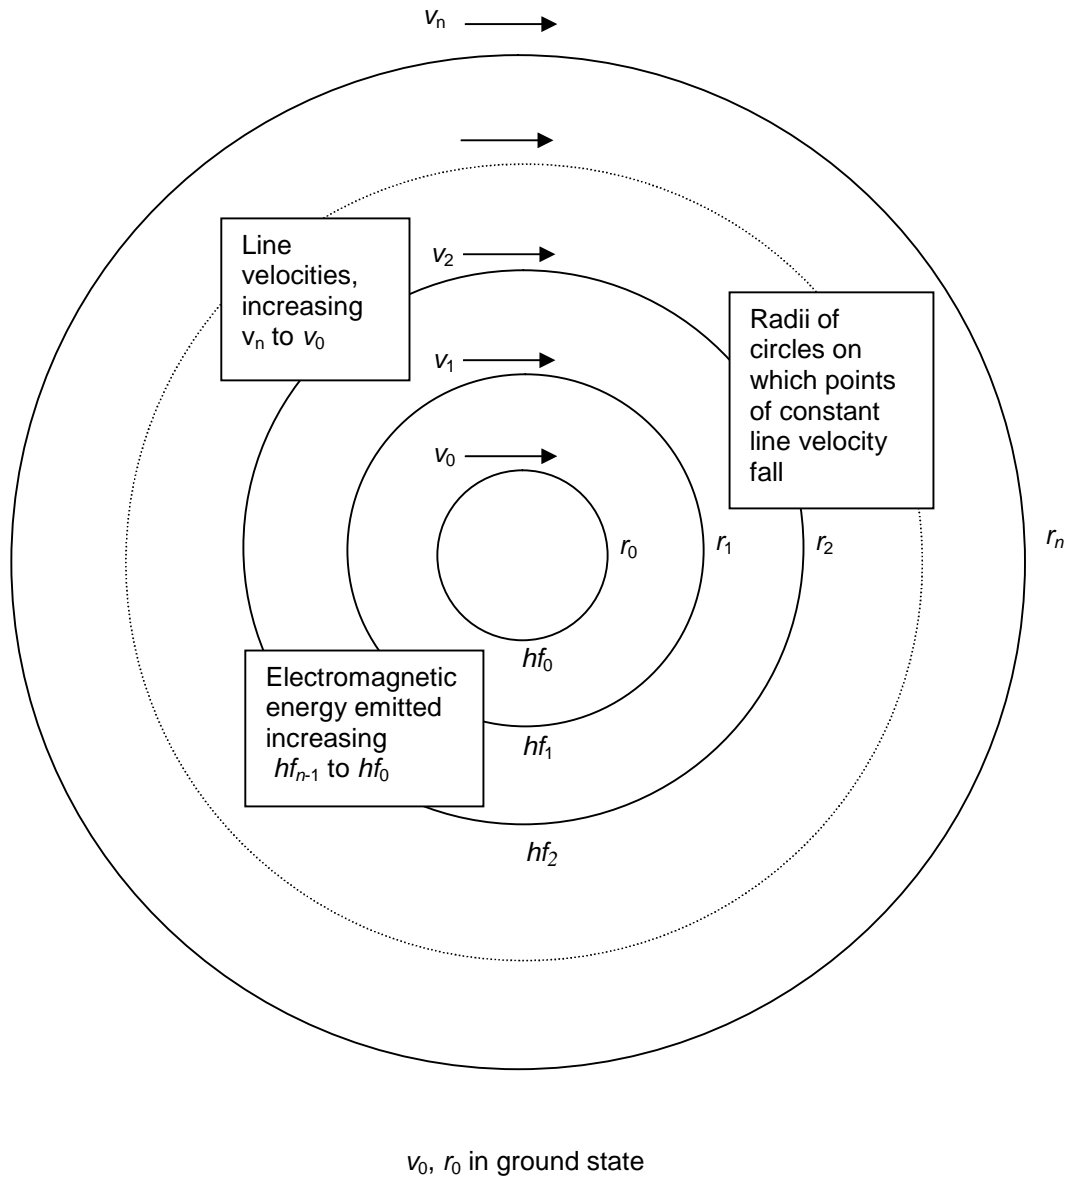 vₙ
Line
velocities,
increasing
vₙ to v₀
v₂
Radii of
circles on
which points
of constant
line velocity
fall
v₁
v₀
r₀ r₁ r₂ rₙ
hf₀
Electromagnetic
energy emitted
increasing
hfₙ₋₁ to hf₀
hf₁
hf₂
v₀, r₀ in ground state